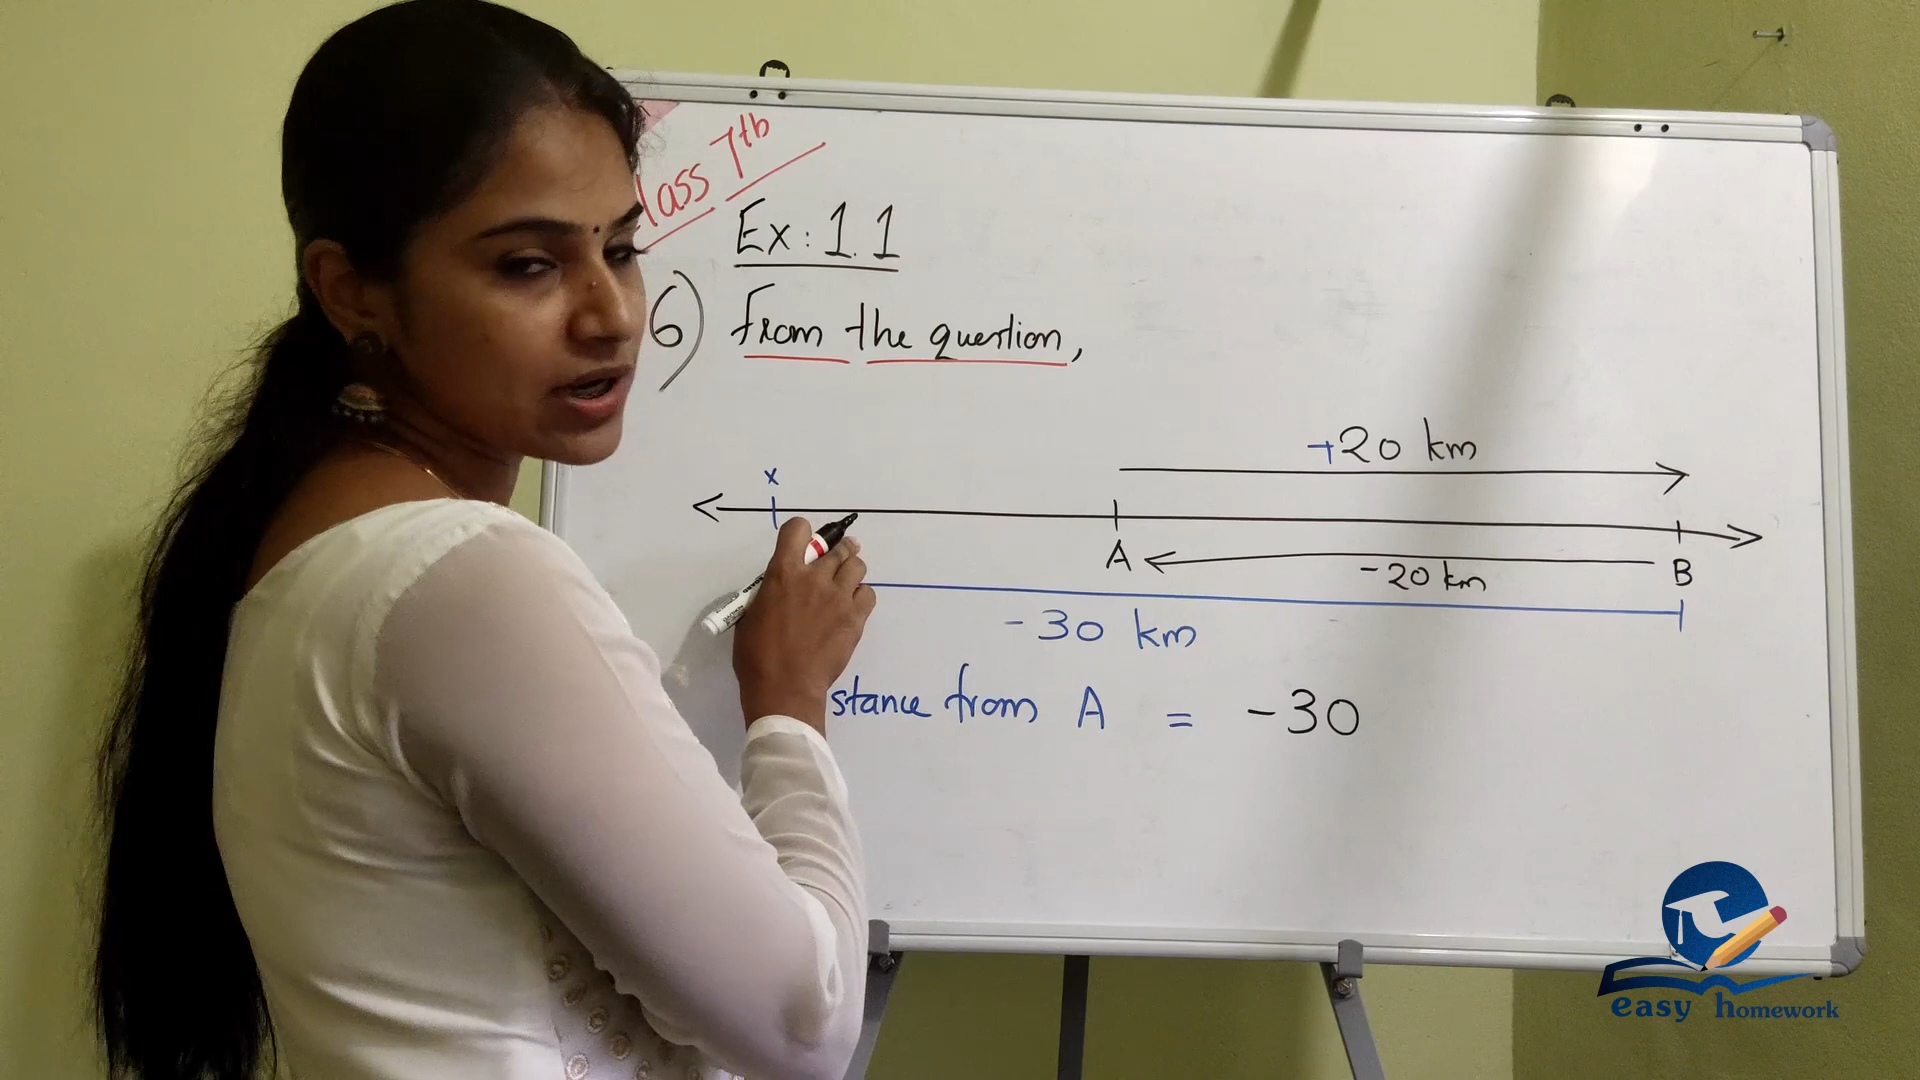 lass 7th
Ex: 1.1
6) From the question,
+20 km
x
A
-20 km
B
-30 km
stance from A = -30
easy homework